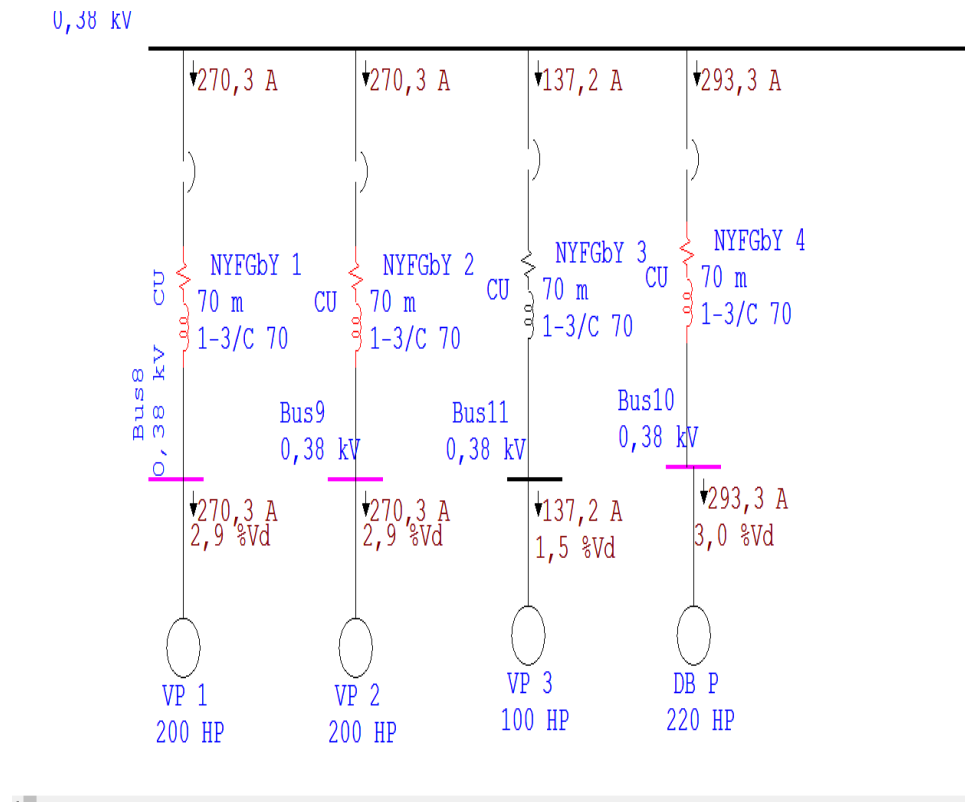 0,38 kV
270,3 A
270,3 A
137,2 A
293,3 A
NYFGbY 1
CU
70 m
1-3/C 70
NYFGbY 2
CU
70 m
1-3/C 70
NYFGbY 3
CU
70 m
1-3/C 70
NYFGbY 4
CU
70 m
1-3/C 70
Bus8
0,38 kV
Bus9
0,38 kV
Bus11
0,38 kV
Bus10
0,38 kV
270,3 A
2,9 %Vd
270,3 A
2,9 %Vd
137,2 A
1,5 %Vd
293,3 A
3,0 %Vd
VP 1
200 HP
VP 2
200 HP
VP 3
100 HP
DB P
220 HP